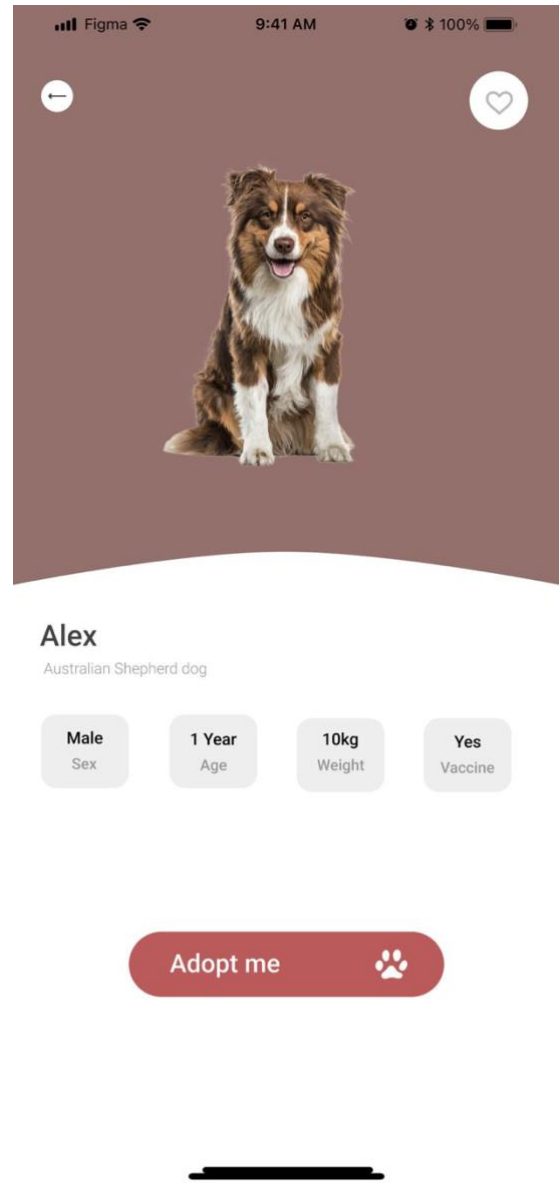 Figma 9:41 AM 100%
Alex
Australian Shepherd dog
Male 1 Year 10kg Yes
Sex Age Weight Vaccine
Adopt me